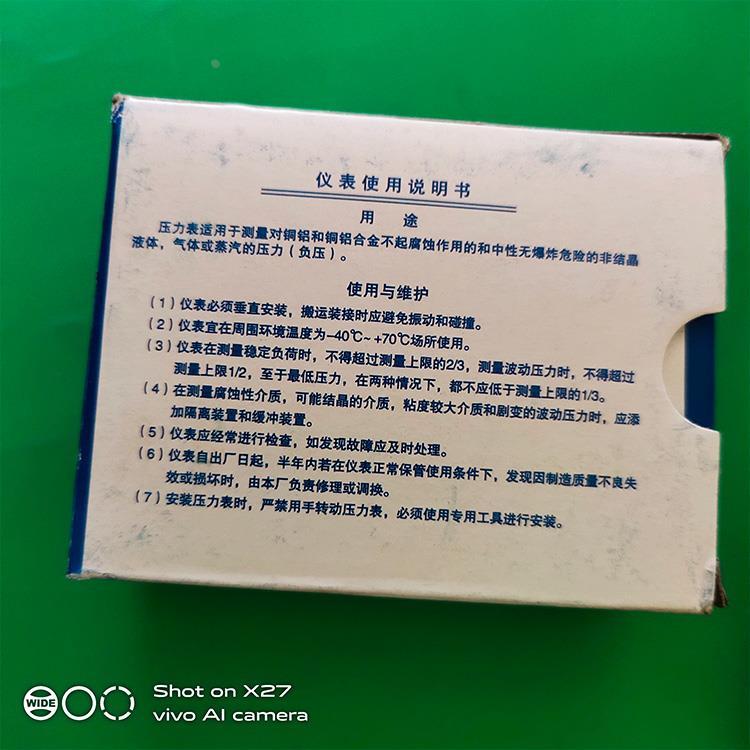 仪表使用说明书
用 途
压力表适用于测量对铜铝和铜铝合金不起腐蚀作用的和中性无爆炸危险的非结晶
液体，气体或蒸汽的压力（负压）。
使用与维护
（1）仪表必须垂直安装，搬运装接时应避免振动和碰撞。
（2）仪表宜在周围环境温度为-40℃~+70℃场所使用。
（3）仪表在测量稳定负荷时，不得超过测量上限的2/3，测量波动压力时，不得超过
测量上限1/2，至于最低压力，在两种情况下，都不应低于测量上限的1/3。
（4）在测量腐蚀性介质，可能结晶的介质，粘度较大介质和剧变的波动压力时，应添
加隔离装置和缓冲装置。
（5）仪表应经常进行检查，如发现故障应及时处理。
（6）仪表自出厂日起，半年内若在仪表正常保管使用条件下，发现因制造质量不良失
效或损坏时，由本厂负责修理或调换。
（7）安装压力表时，严禁用手转动压力表，必须使用专用工具进行安装。
WIDE
Shot on X27
vivo AI camera